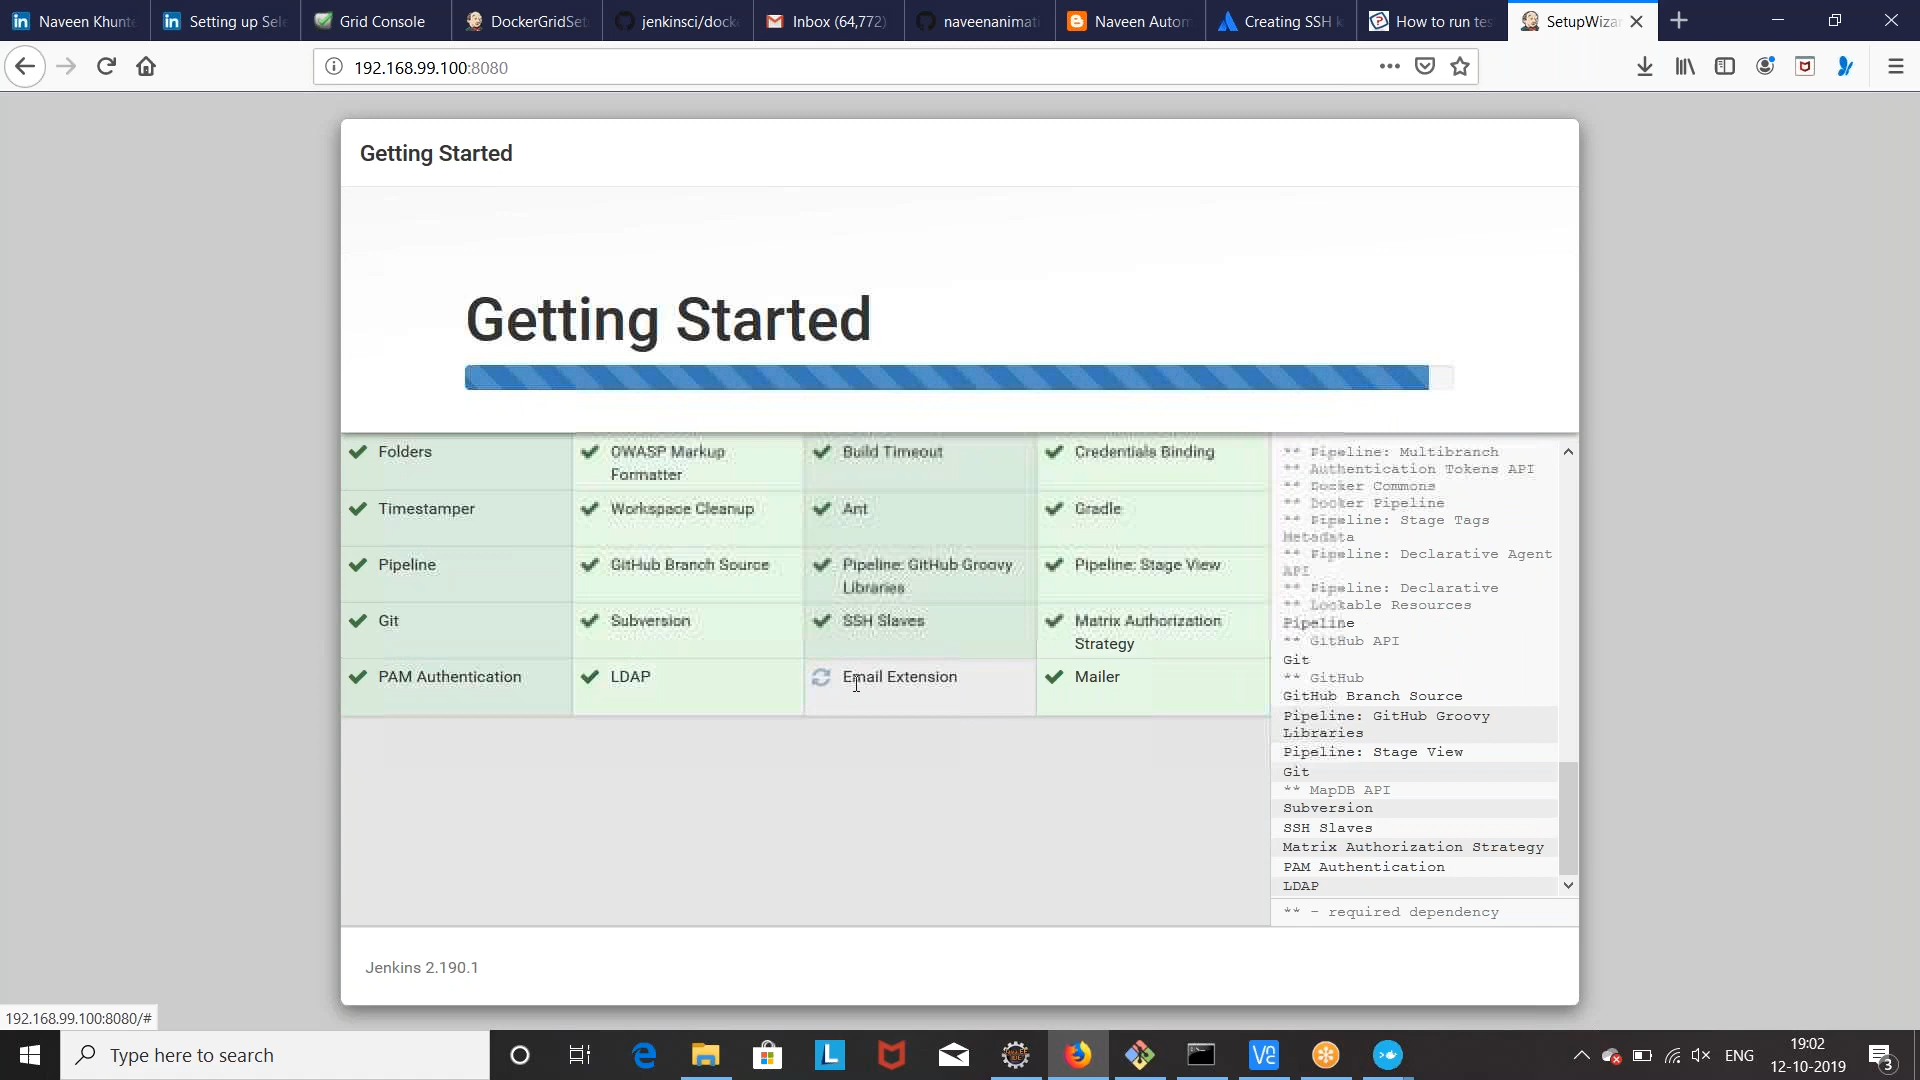 Naveen Khunt
Setting up Sel
Grid Console
DockerGridSet
jenkinsci/dock
Inbox (64,772)
naveenanimati
Naveen Autom
Creating SSH k
How to run tes
SetupWizar
192.168.99.100:8080
Getting Started
Getting Started
Folders
OWASP Markup
Formatter
Build Timeout
Credentials Binding
Timestamper
Workspace Cleanup
Ant
Gradle
Pipeline
GitHub Branch Source
Pipeline: GitHub Groovy
Libraries
Pipeline: Stage View
Git
Subversion
SSH Slaves
Matrix Authorization
Strategy
PAM Authentication
LDAP
Email Extension
Mailer
** Pipeline: Multibranch
** Authentication Tokens API
** Docker Commons
** Docker Pipeline
** Pipeline: Stage Tags
Metadata
** Pipeline: Declarative Agent
API
** Pipeline: Declarative
** Lockable Resources
Pipeline
** GitHub API
Git
** GitHub
GitHub Branch Source
Pipeline: GitHub Groovy
Libraries
Pipeline: Stage View
Git
** MapDB API
Subversion
SSH Slaves
Matrix Authorization Strategy
PAM Authentication
LDAP
** - required dependency
Jenkins 2.190.1
192.168.99.100:8080/#
Type here to search
ENG
19:02
12-10-2019
3